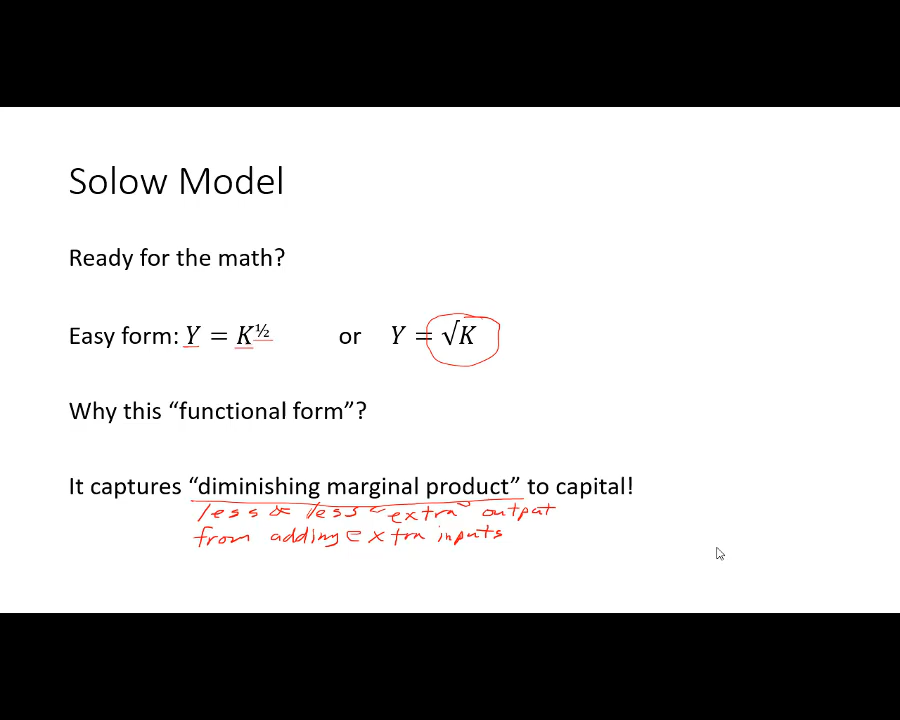 Solow Model
Ready for the math?
Easy form: Y = K^½ or Y = √K
Why this “functional form”?
It captures “diminishing marginal product” to capital!
less & less “extra” output
from adding extra inputs